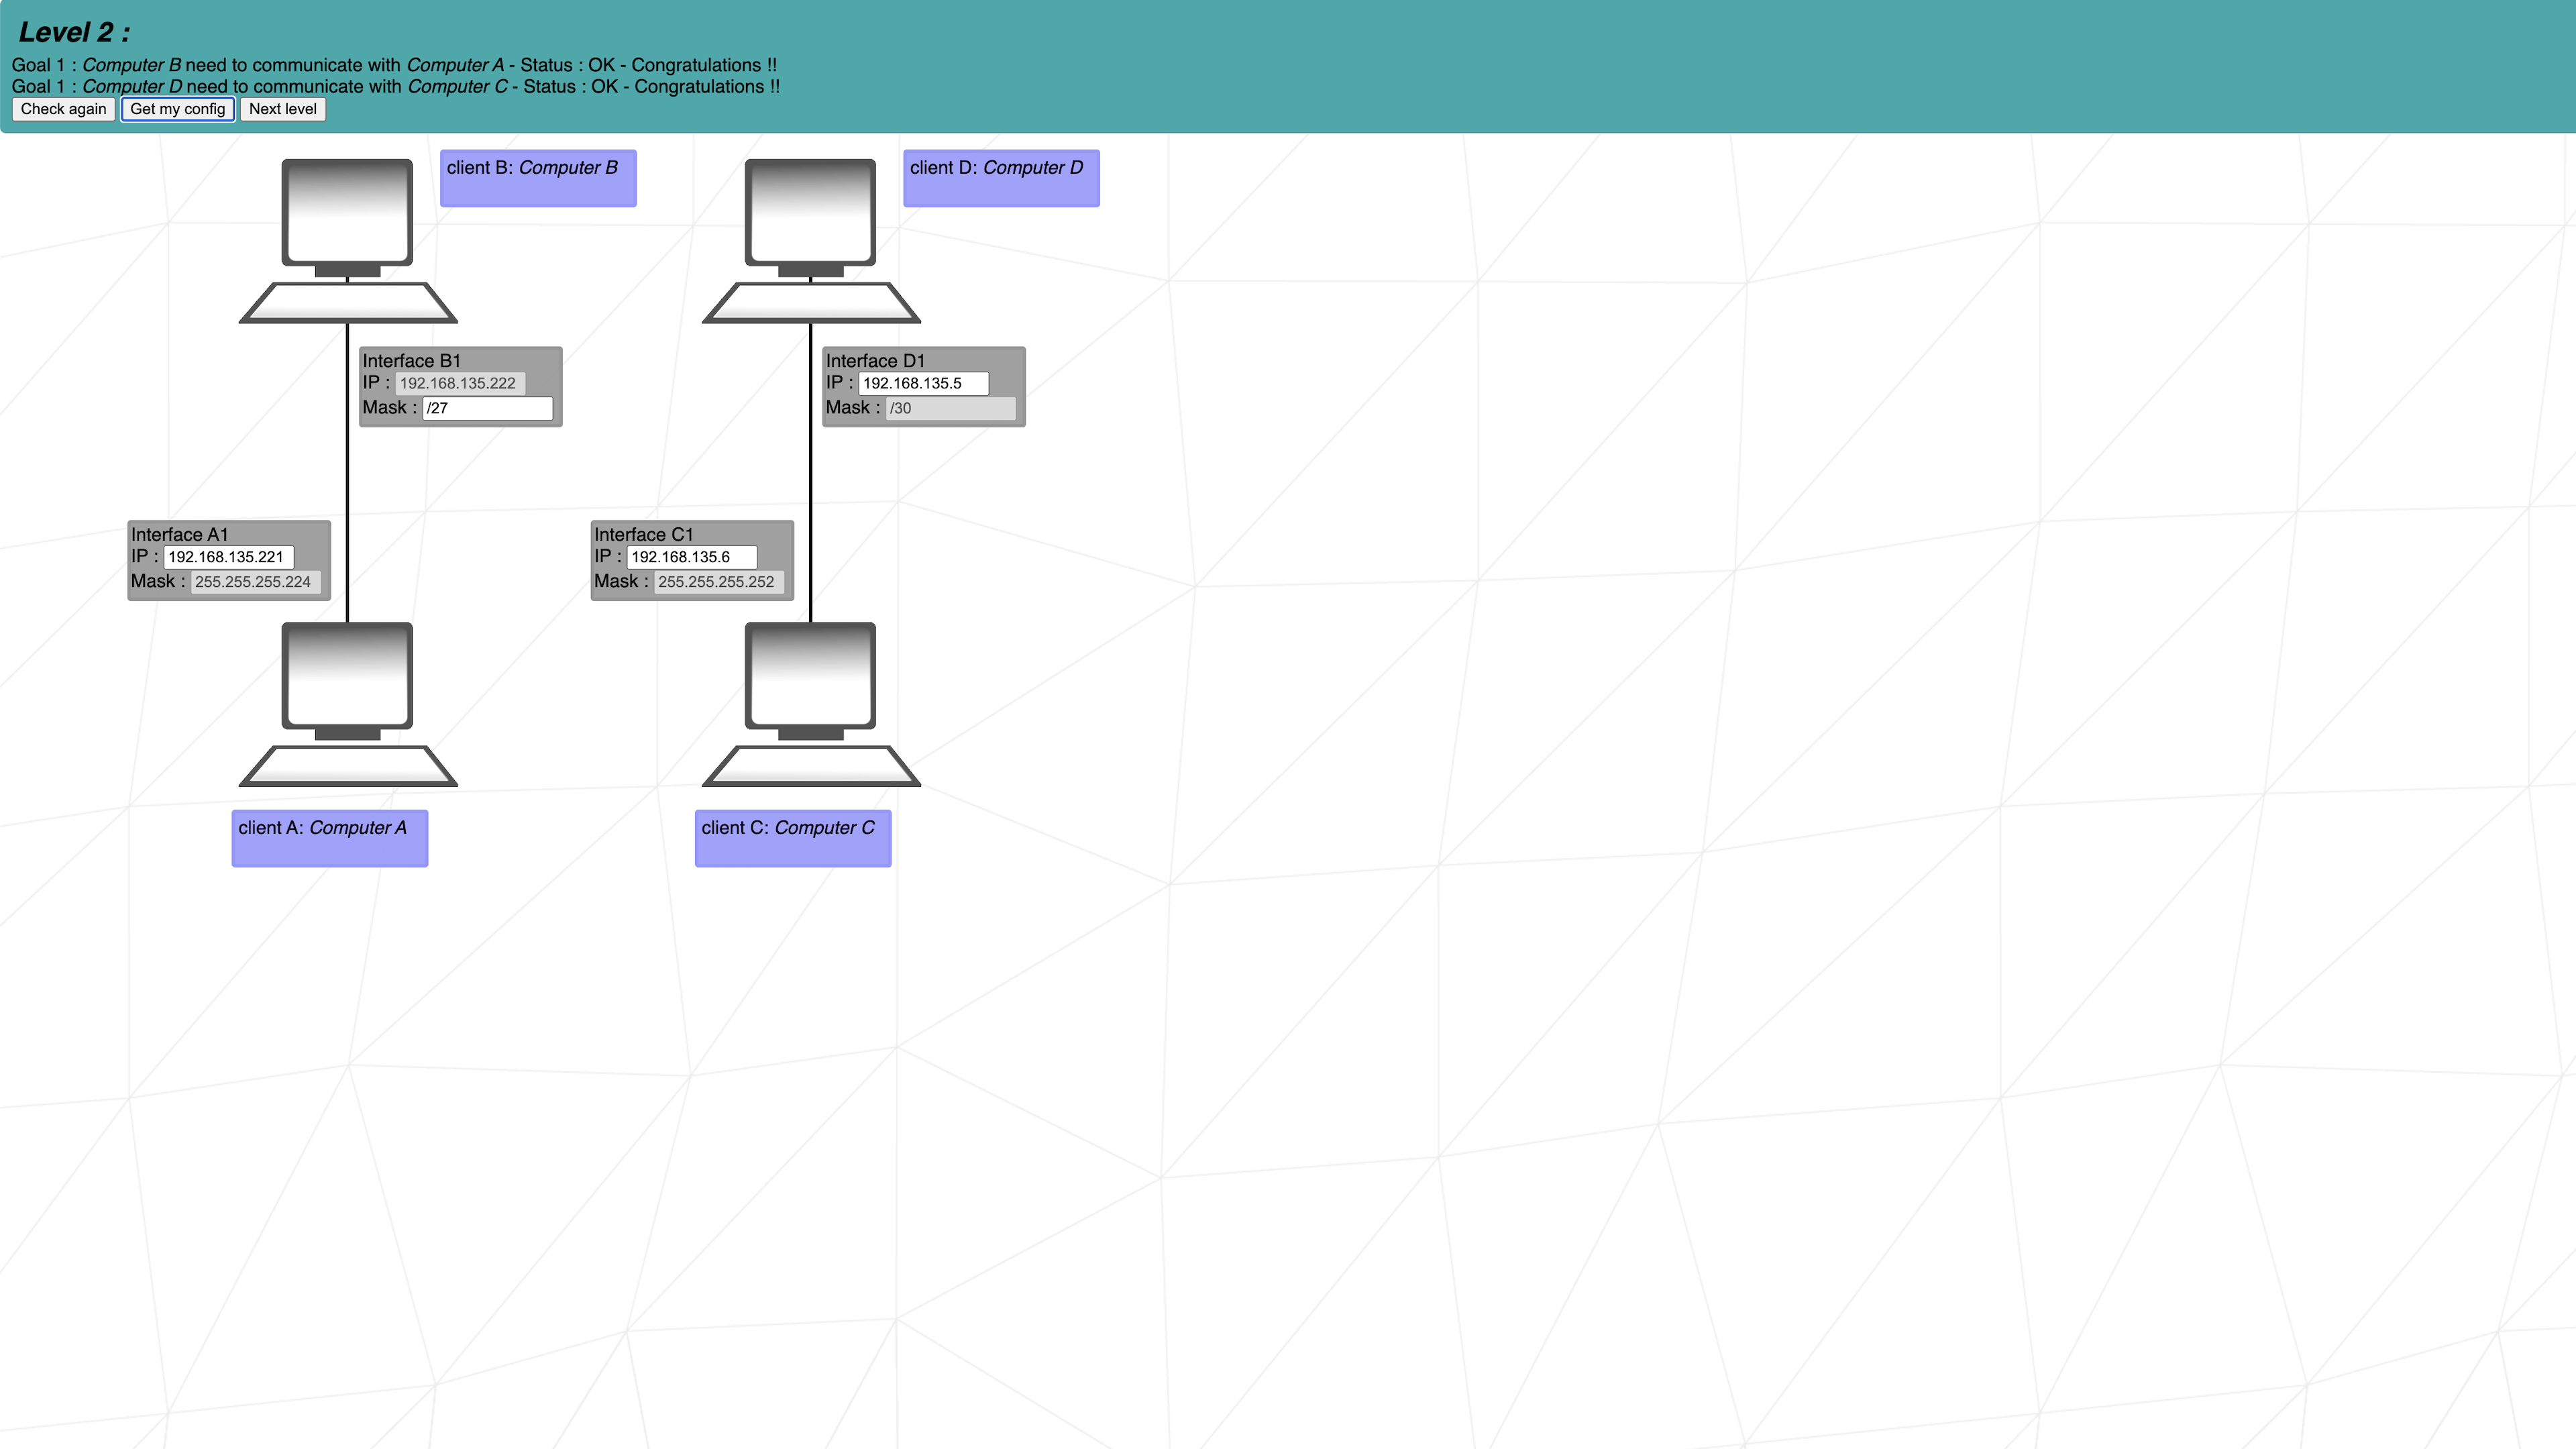 Level 2 :
Goal 1 : Computer B need to communicate with Computer A - Status : OK - Congratulations !!
Goal 1 : Computer D need to communicate with Computer C - Status : OK - Congratulations !!
Check again Get my config Next level
client B: Computer B
client D: Computer D
Interface B1
IP : 192.168.135.222
Mask : /27
Interface D1
IP : 192.168.135.5
Mask : /30
Interface A1
IP : 192.168.135.221
Mask : 255.255.255.224
Interface C1
IP : 192.168.135.6
Mask : 255.255.255.252
client A: Computer A
client C: Computer C